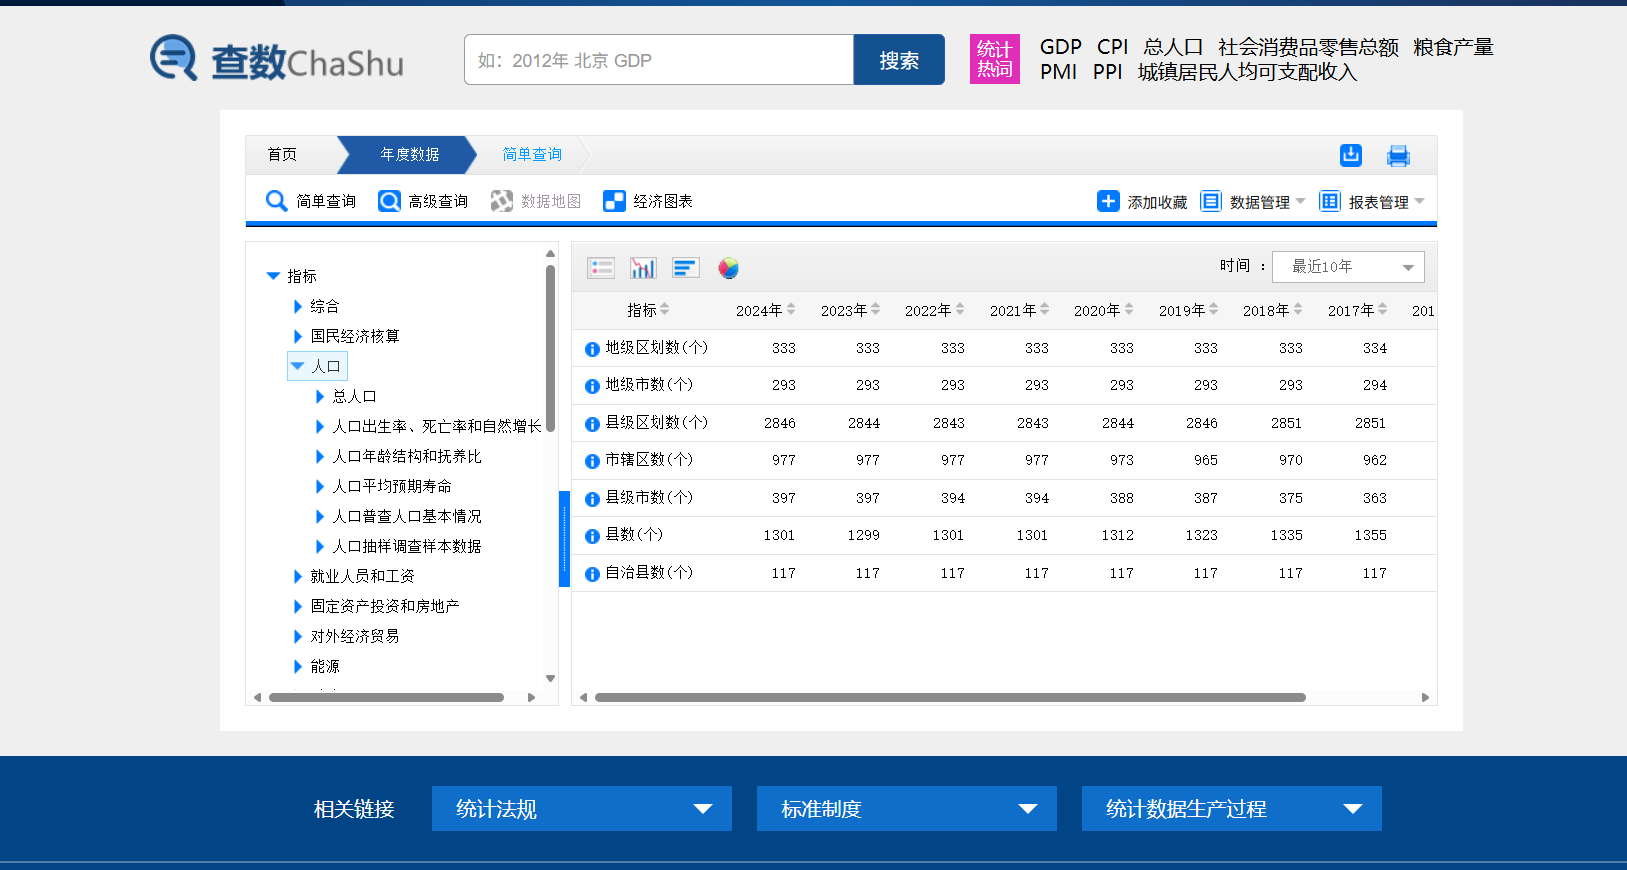 查数ChaShu
如：2012年 北京 GDP
搜索
统计
热词
GDP CPI 总人口 社会消费品零售总额 粮食产量
PMI PPI 城镇居民人均可支配收入
首页 年度数据 简单查询
简单查询 高级查询 数据地图 经济图表 添加收藏 数据管理 报表管理
指标
综合
国民经济核算
人口
总人口
人口出生率、死亡率和自然增长
人口年龄结构和抚养比
人口平均预期寿命
人口普查人口基本情况
人口抽样调查样本数据
就业人员和工资
固定资产投资和房地产
对外经济贸易
能源
时间 ： 最近10年
指标 2024年 2023年 2022年 2021年 2020年 2019年 2018年 2017年 201
地级区划数(个) 333 333 333 333 333 333 333 334
地级市数(个) 293 293 293 293 293 293 293 294
县级区划数(个) 2846 2844 2843 2843 2844 2846 2851 2851
市辖区数(个) 977 977 977 977 973 965 970 962
县级市数(个) 397 397 394 394 388 387 375 363
县数(个) 1301 1299 1301 1301 1312 1323 1335 1355
自治县数(个) 117 117 117 117 117 117 117 117
相关链接 统计法规 标准制度 统计数据生产过程